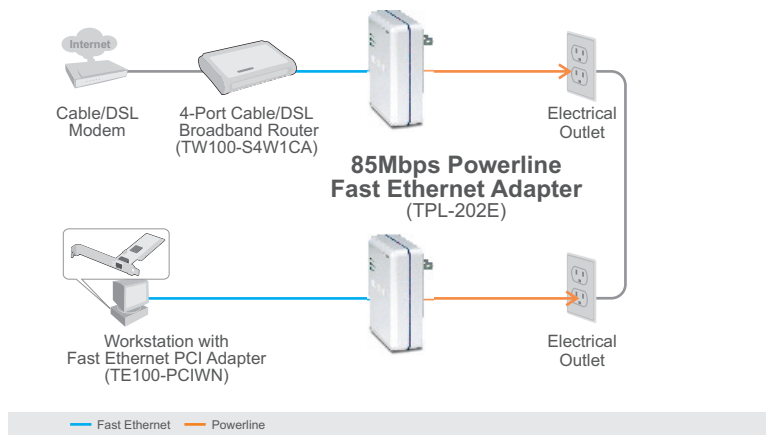 Internet
Cable/DSL
Modem
4-Port Cable/DSL
Broadband Router
(TW100-S4W1CA)
Electrical
Outlet
85Mbps Powerline
Fast Ethernet Adapter
(TPL-202E)
Workstation with
Fast Ethernet PCI Adapter
(TE100-PCIWN)
Electrical
Outlet
Fast Ethernet
Powerline